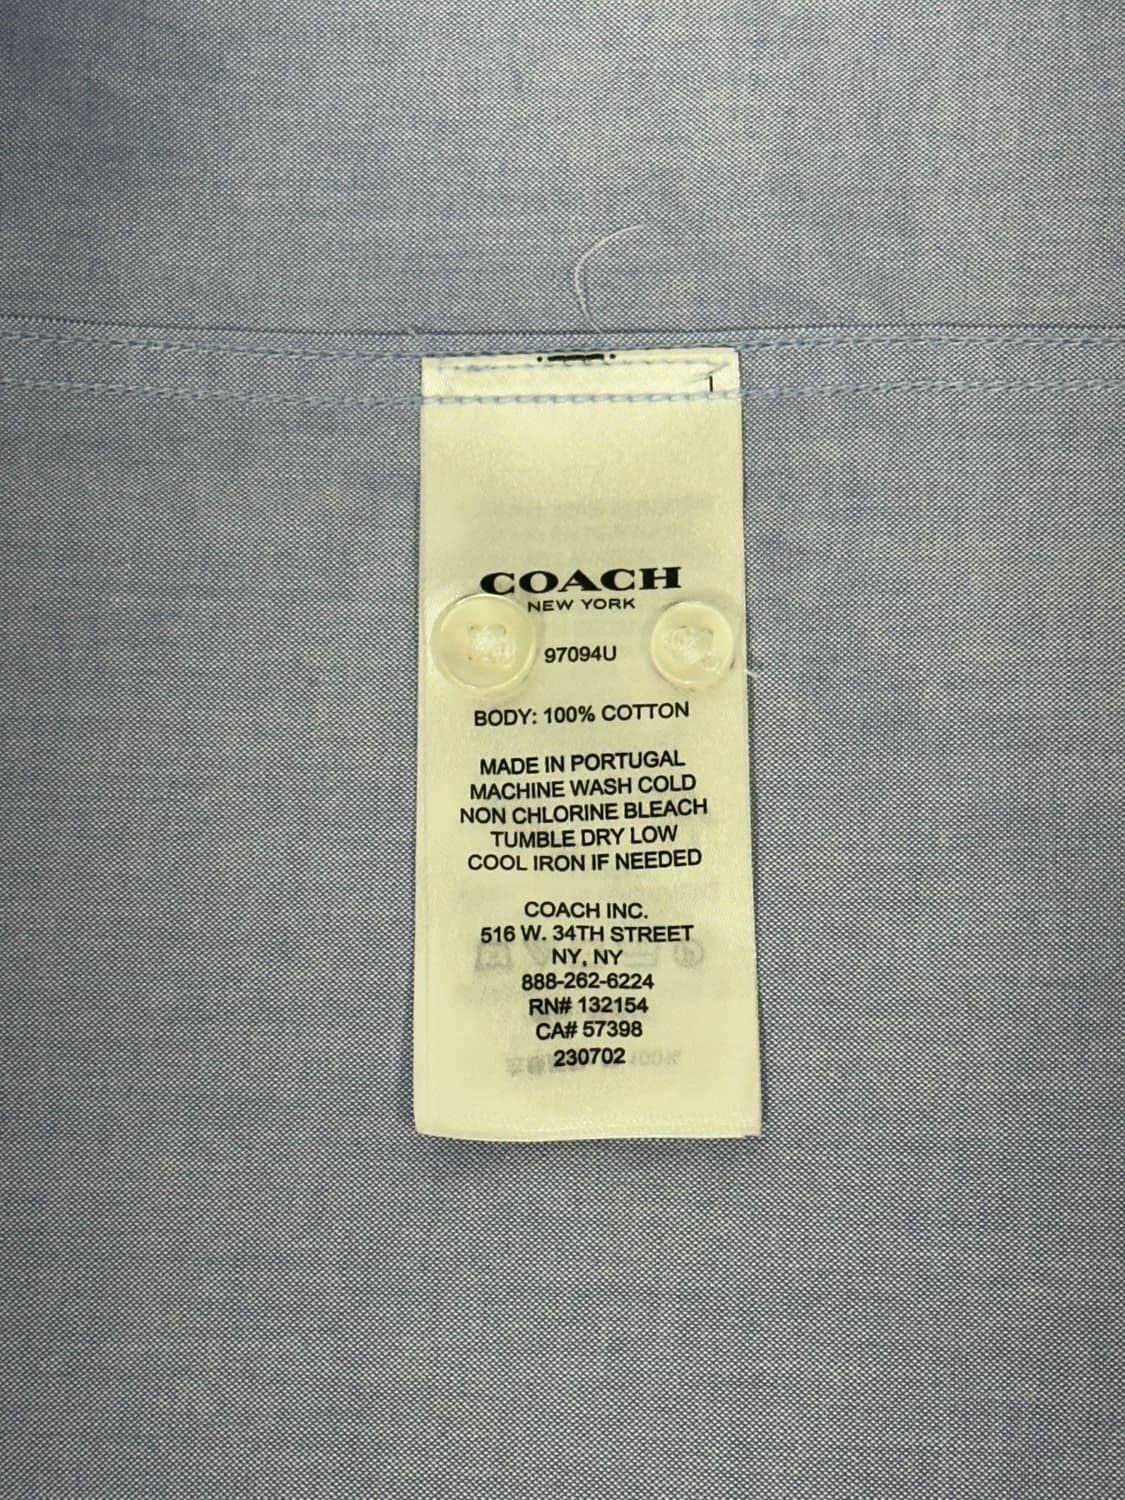 COACH
NEW YORK
97094U
BODY: 100% COTTON
MADE IN PORTUGAL
MACHINE WASH COLD
NON CHLORINE BLEACH
TUMBLE DRY LOW
COOL IRON IF NEEDED
COACH INC.
516 W. 34TH STREET
NY, NY
888-262-6224
RN# 132154
CA# 57398
230702